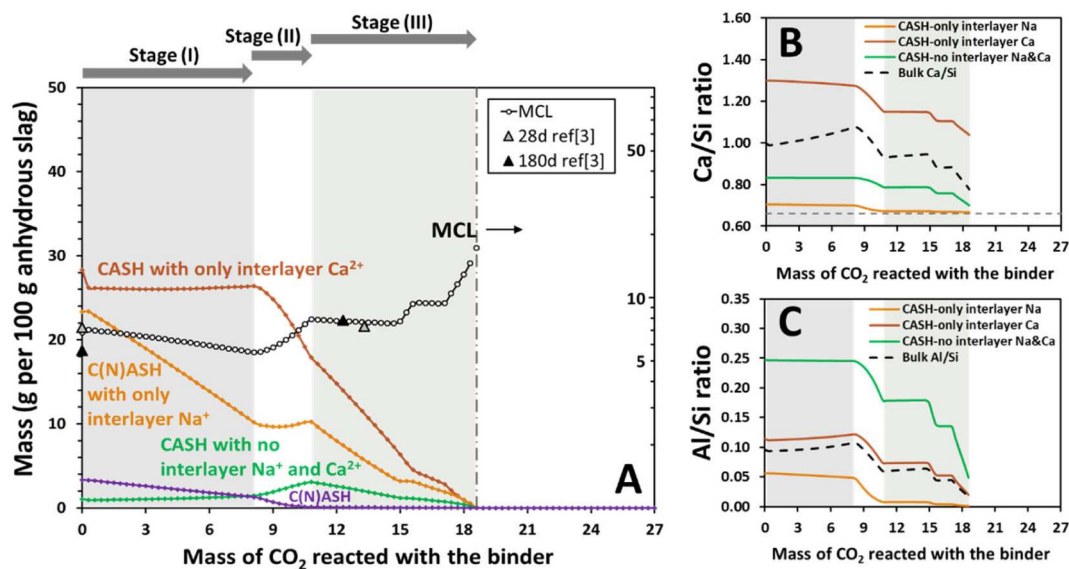 Stage (I)
Stage (II)
Stage (III)
A
Mass (g per 100 g anhydrous slag)
50
40
30
20
10
0
0
3
6
9
12
15
18
21
24
27
Mass of CO2 reacted with the binder
50
10
5
1
MCL
28d ref[3]
180d ref[3]
MCL
CASH with only interlayer Ca2+
C(N)ASH
with only
interlayer Na+
CASH with no
interlayer Na+ and Ca2+
C(N)ASH
B
Ca/Si ratio
1.60
1.40
1.20
1.00
0.80
0.60
CASH-only interlayer Na
CASH-only interlayer Ca
CASH-no interlayer Na&Ca
Bulk Ca/Si
0
3
6
9
12
15
18
21
24
27
Mass of CO2 reacted with the binder
C
Al/Si ratio
0.35
0.30
0.25
0.20
0.15
0.10
0.05
0.00
CASH-only interlayer Na
CASH-only interlayer Ca
CASH-no interlayer Na&Ca
Bulk Al/Si
0
3
6
9
12
15
18
21
24
27
Mass of CO2 reacted with the binder